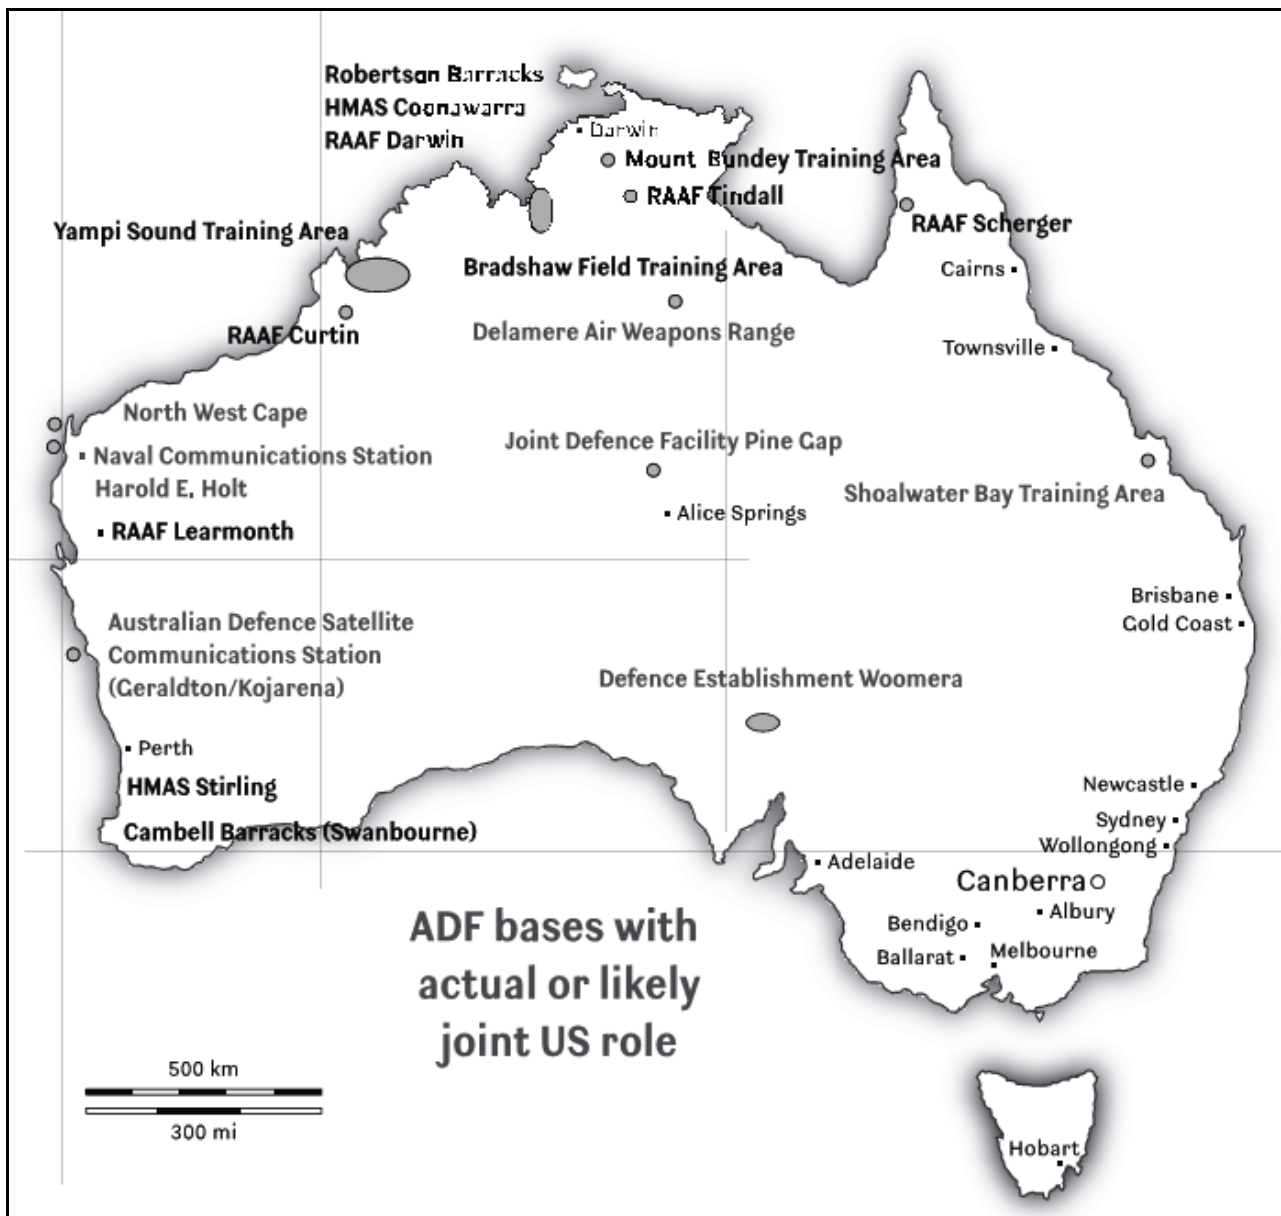 Robertson Barracks
HMAS Coonawarra
RAAF Darwin
Darwin
Mount Bundey Training Area
RAAF Tindall
Yampi Sound Training Area
RAAF Scherger
Bradshaw Field Training Area
Cairns
RAAF Curtin
Delamere Air Weapons Range
Townsville
North West Cape
Naval Communications Station
Harold E. Holt
Joint Defence Facility Pine Gap
Shoalwater Bay Training Area
Alice Springs
RAAF Learmonth
Brisbane
Gold Coast
Australian Defence Satellite
Communications Station
(Geraldton/Kojarena)
Defence Establishment Woomera
Perth
HMAS Stirling
Cambell Barracks (Swanbourne)
Newcastle
Sydney
Wollongong
Adelaide
Canberra
Albury
Bendigo
Ballarat
Melbourne
ADF bases with
actual or likely
joint US role
500 km
300 mi
Hobart